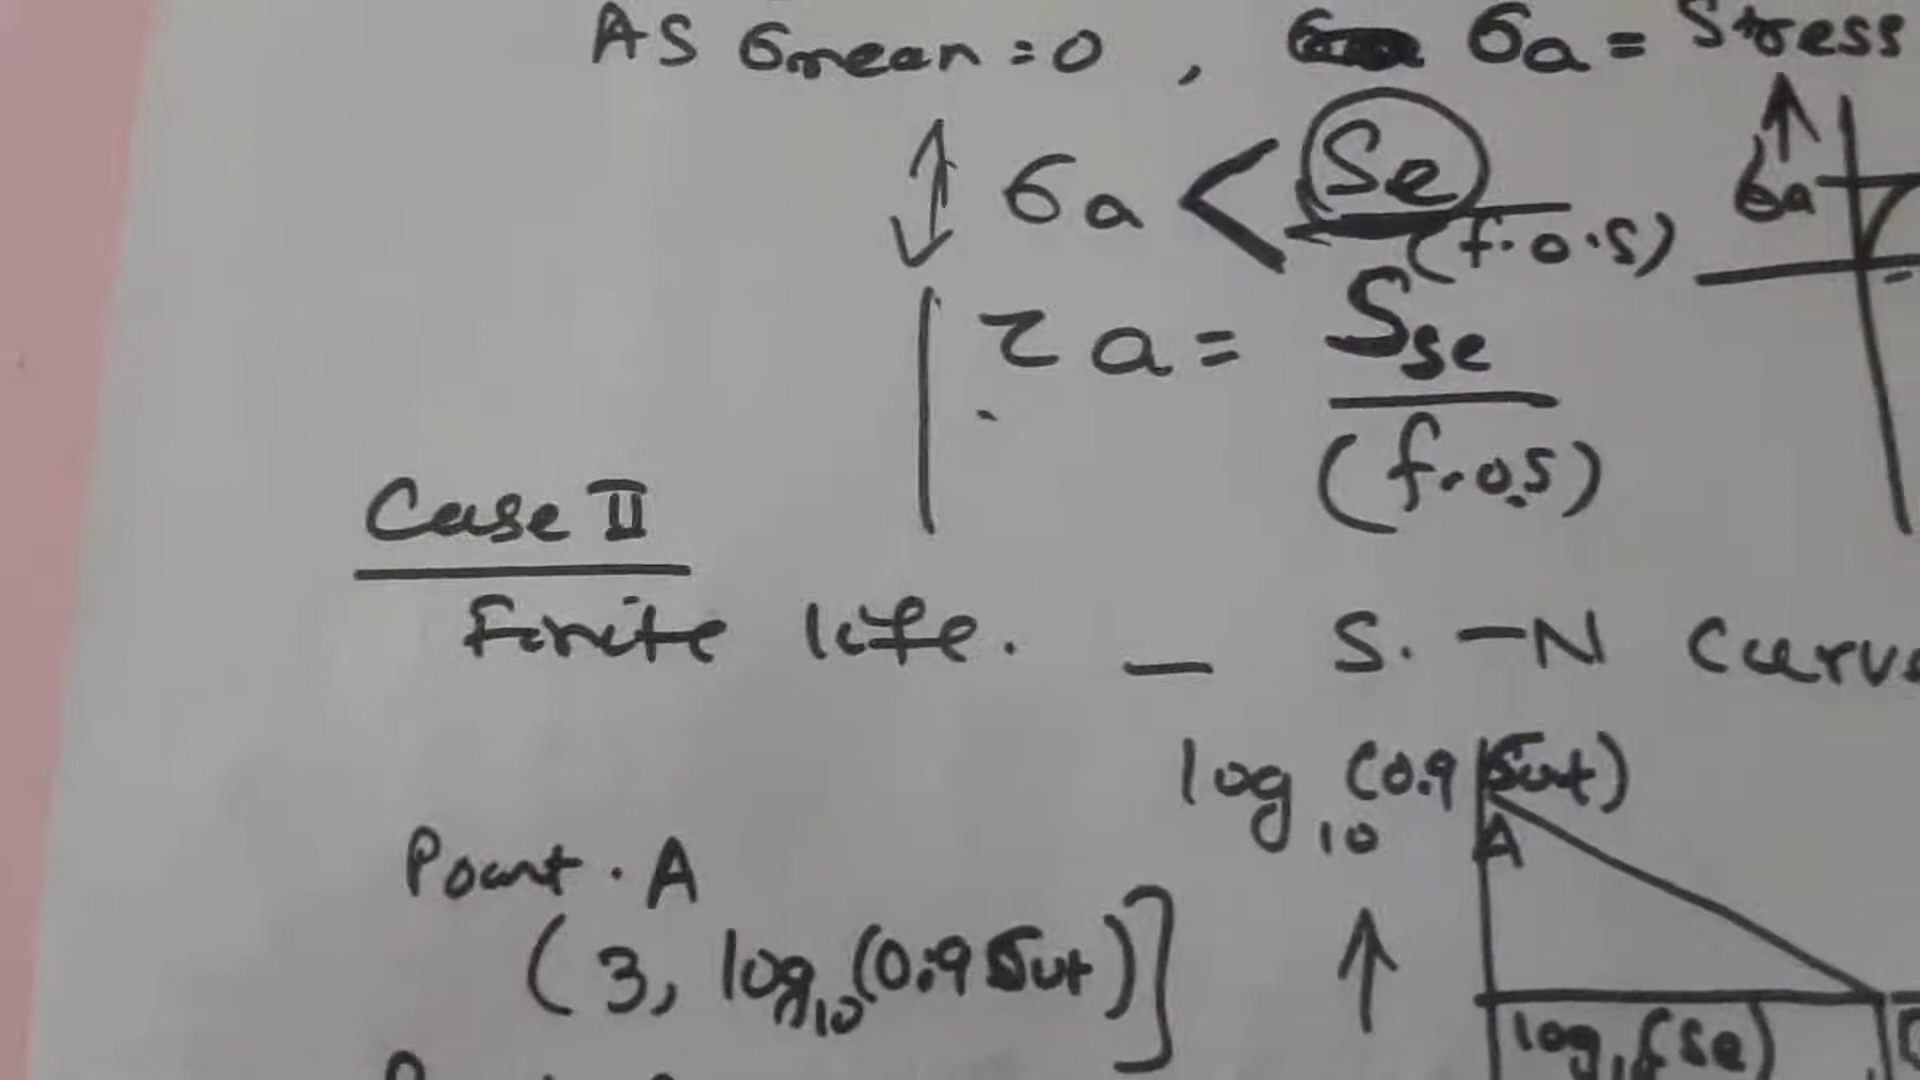 AS σmean = 0 , σa = Stress
σa < Se / (f.o.s)
σa
τa = Sse / (f.o.s)
Case II
Finite life. — S. -N Curve
log10 (0.9 Sut)
A
Point . A
(3, log10(0.9 Sut)]
log (Se)